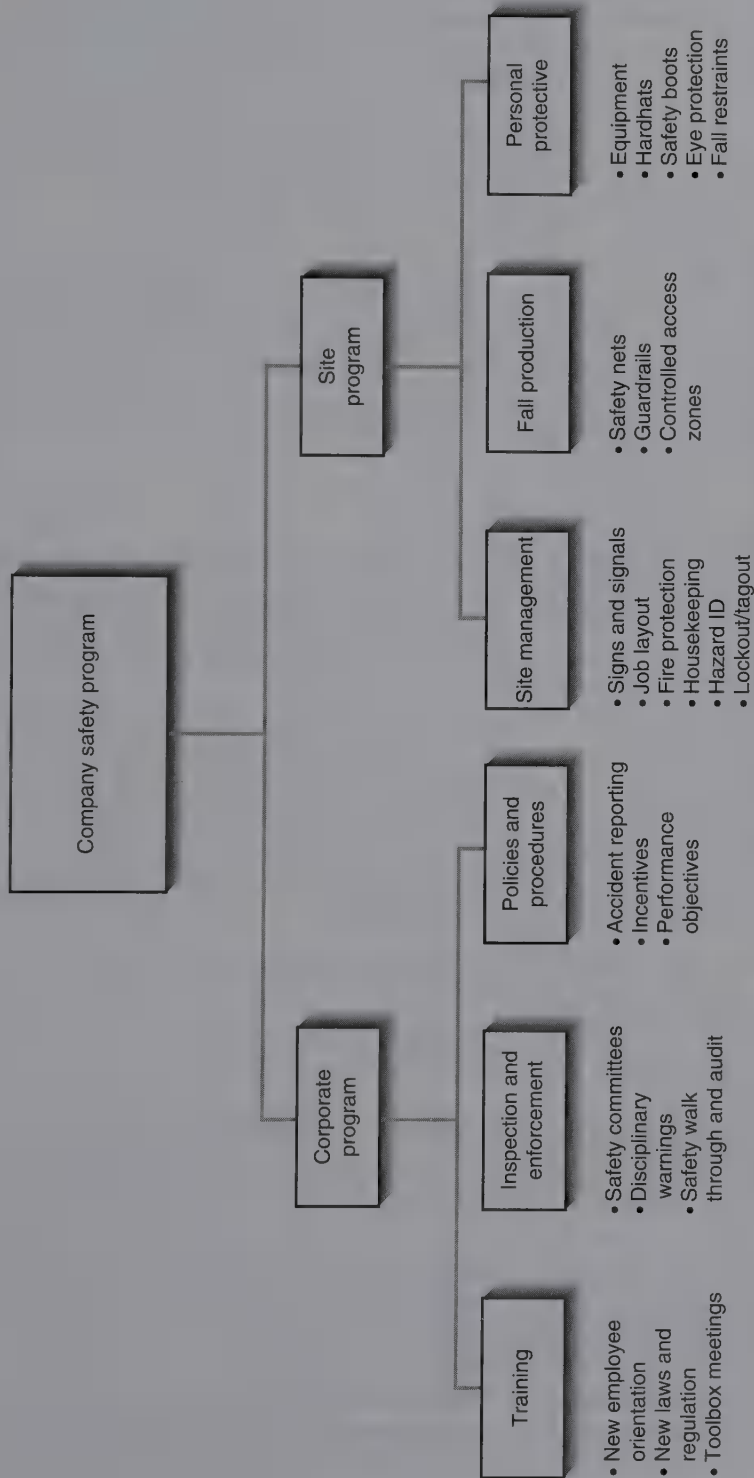 Company safety program
Corporate
program
Site
program
Training
• New employee
orientation
• New laws and
regulation
• Toolbox meetings
Inspection and
enforcement
• Safety committees
• Disciplinary
warnings
• Safety walk
through and audit
Policies and
procedures
• Accident reporting
• Incentives
• Performance
objectives
Site management
• Signs and signals
• Job layout
• Fire protection
• Housekeeping
• Hazard ID
• Lockout/tagout
Fall production
• Safety nets
• Guardrails
• Controlled access
zones
Personal
protective
• Equipment
• Hardhats
• Safety boots
• Eye protection
• Fall restraints